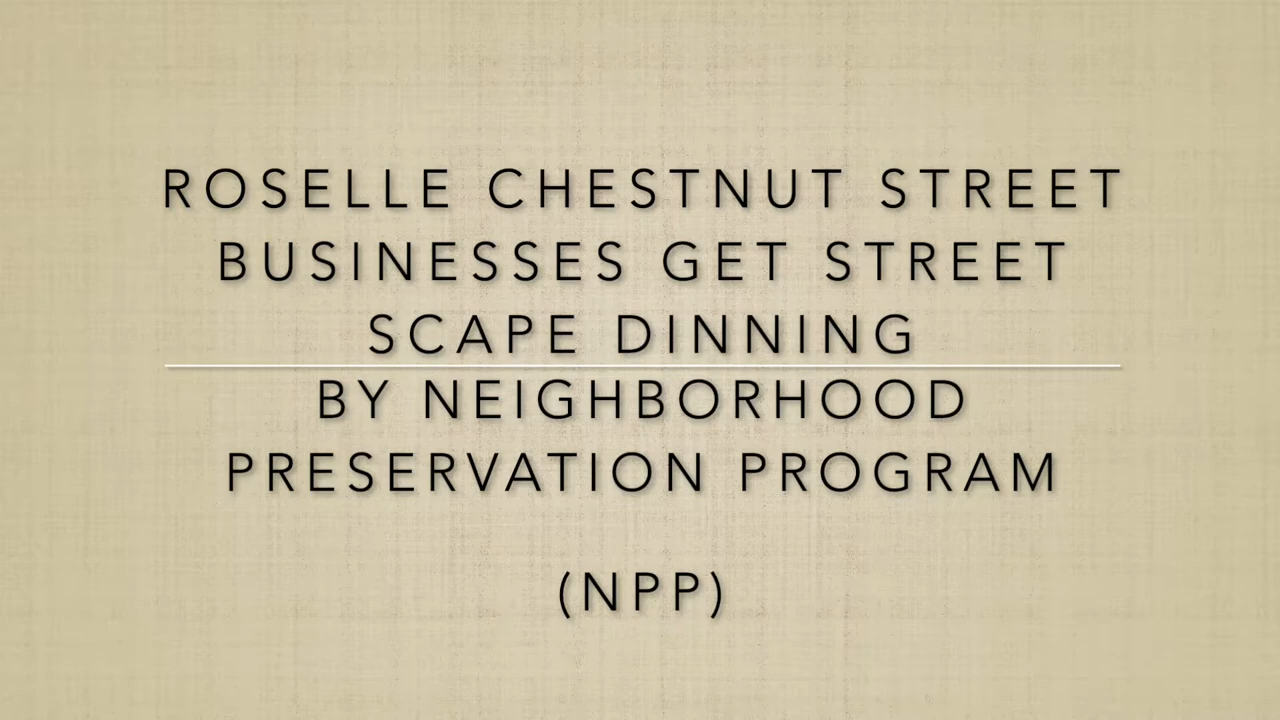 ROSELLE CHESTNUT STREET
BUSINESSES GET STREET
SCAPE DINNING
BY NEIGHBORHOOD
PRESERVATION PROGRAM
(NPP)